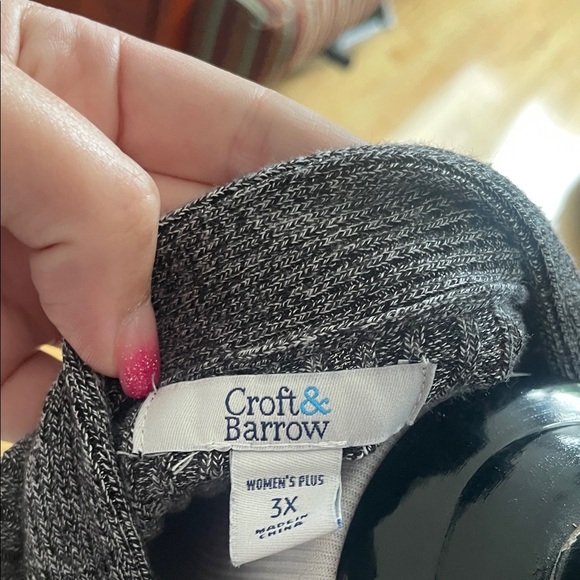 Croft&
Barrow
WOMEN'S PLUS
3X
MADE IN
CHINA